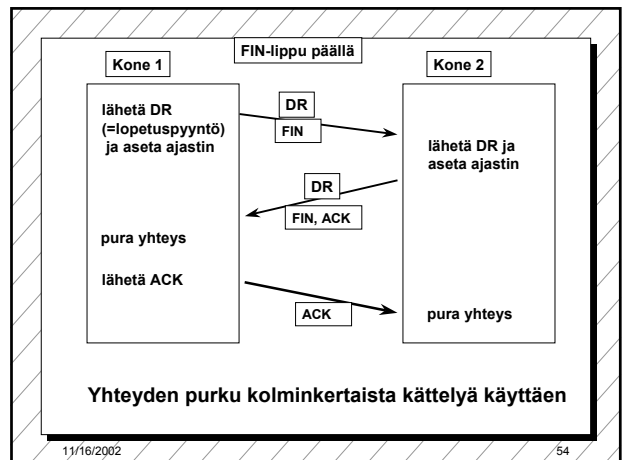 FIN-lippu päällä
Kone 1
Kone 2
lähetä DR
(=lopetuspyyntö)
ja aseta ajastin
DR
FIN
lähetä DR ja
aseta ajastin
DR
FIN, ACK
pura yhteys
lähetä ACK
ACK
pura yhteys
Yhteyden purku kolminkertaista kättelyä käyttäen
11/16/2002
54